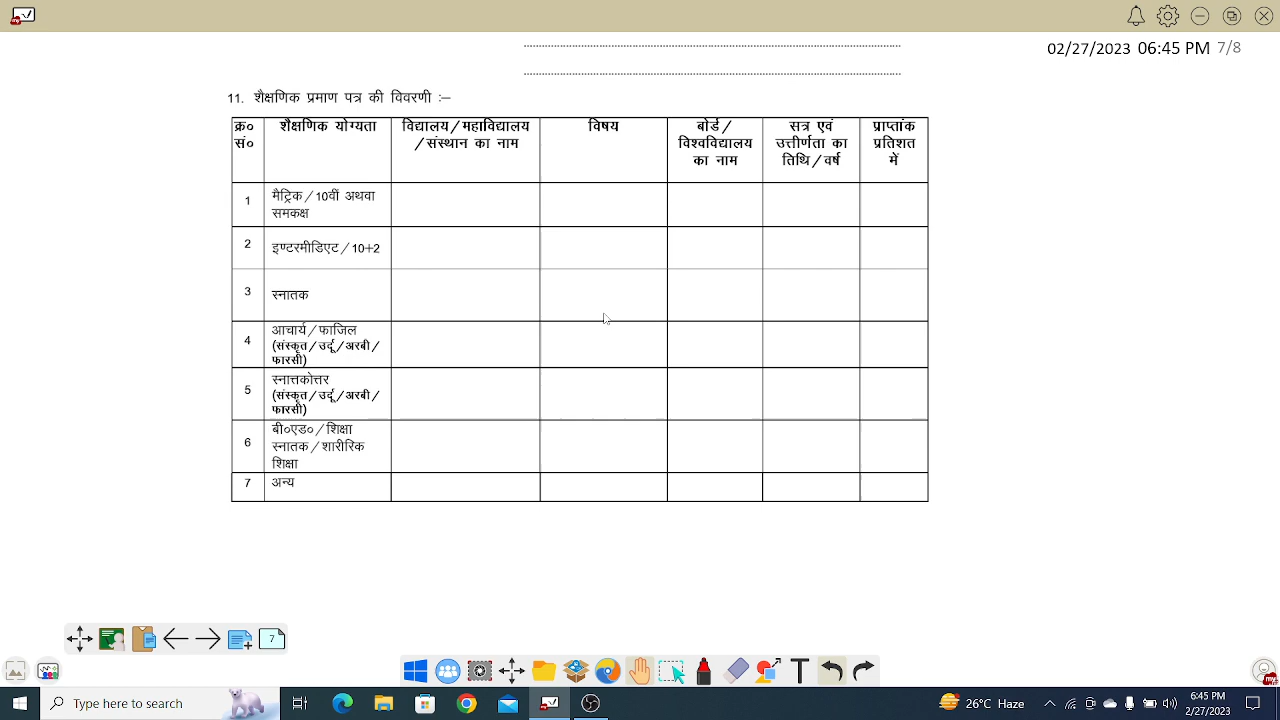 02/27/2023 06:45 PM 7/8
11. शैक्षणिक प्रमाण पत्र की विवरणी :–
क्र० सं०
शैक्षणिक योग्यता
विद्यालय/महाविद्यालय
/संस्थान का नाम
विषय
बोर्ड/
विश्वविद्यालय
का नाम
सत्र एवं
उत्तीर्णता का
तिथि/वर्ष
प्राप्तांक
प्रतिशत
में
1
मैट्रिक/10वीं अथवा
समकक्ष
2
इण्टरमीडिएट/10+2
3
स्नातक
4
आचार्य/फाजिल
(संस्कृत/उर्दू/अरबी/
फारसी)
5
स्नात्तकोत्तर
(संस्कृत/उर्दू/अरबी/
फारसी)
6
बी०एड०/शिक्षा
स्नातक/शारीरिक
शिक्षा
7
अन्य
7
Type here to search
26°C Haze
6:45 PM
2/27/2023